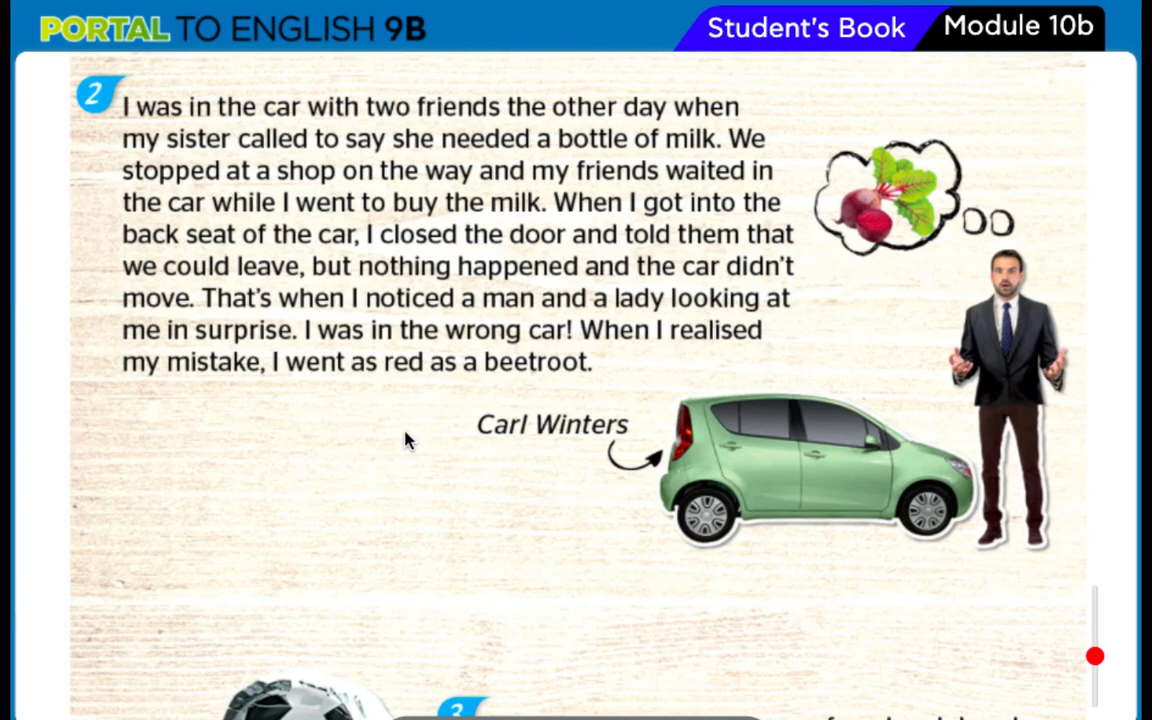 PORTAL TO ENGLISH 9B
Student's Book
Module 10b
2
I was in the car with two friends the other day when
my sister called to say she needed a bottle of milk. We
stopped at a shop on the way and my friends waited in
the car while I went to buy the milk. When I got into the
back seat of the car, I closed the door and told them that
we could leave, but nothing happened and the car didn't
move. That's when I noticed a man and a lady looking at
me in surprise. I was in the wrong car! When I realised
my mistake, I went as red as a beetroot.
Carl Winters
3